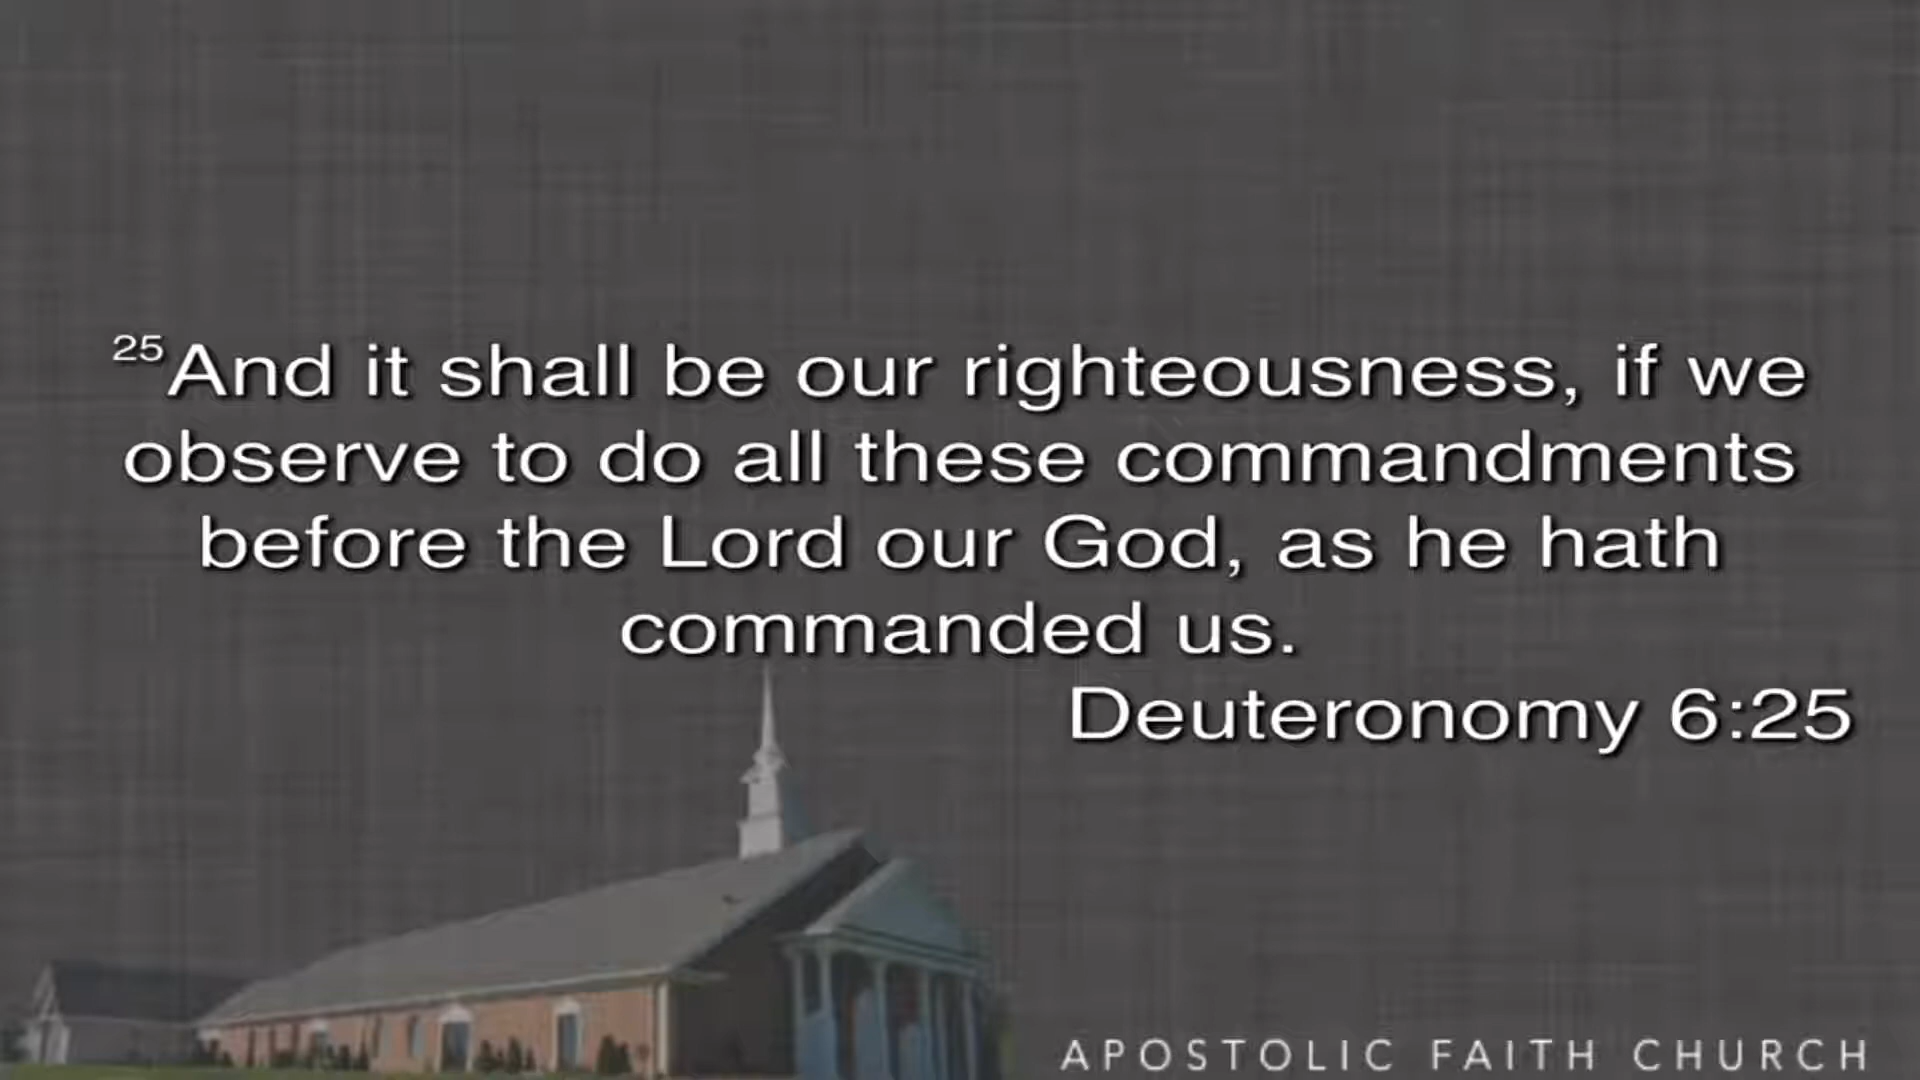 25And it shall be our righteousness, if we
observe to do all these commandments
before the Lord our God, as he hath
commanded us.
Deuteronomy 6:25
APOSTOLIC FAITH CHURCH